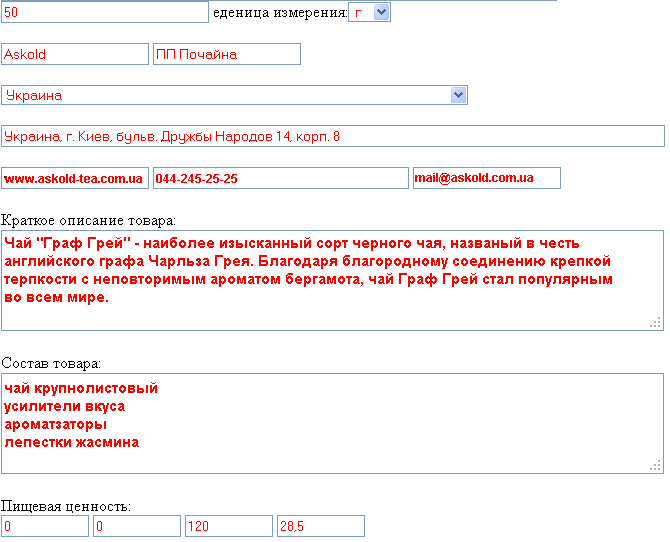 50 еденица измерения: г
Askold ПП Почайна
Украина
Украина, г. Киев, бульв. Дружбы Народов 14, корп. 8
www.askold-tea.com.ua 044-245-25-25 mail@askold.com.ua
Краткое описание товара:
Чай "Граф Грей" - наиболее изысканный сорт черного чая, названый в честь
английского графа Чарльза Грея. Благодаря благородному соединению крепкой
терпкости с неповторимым ароматом бергамота, чай Граф Грей стал популярным
во всем мире.
Состав товара:
чай крупнолистовый
усилители вкуса
ароматзаторы
лепестки жасмина
Пищевая ценность:
0 0 120 28,5